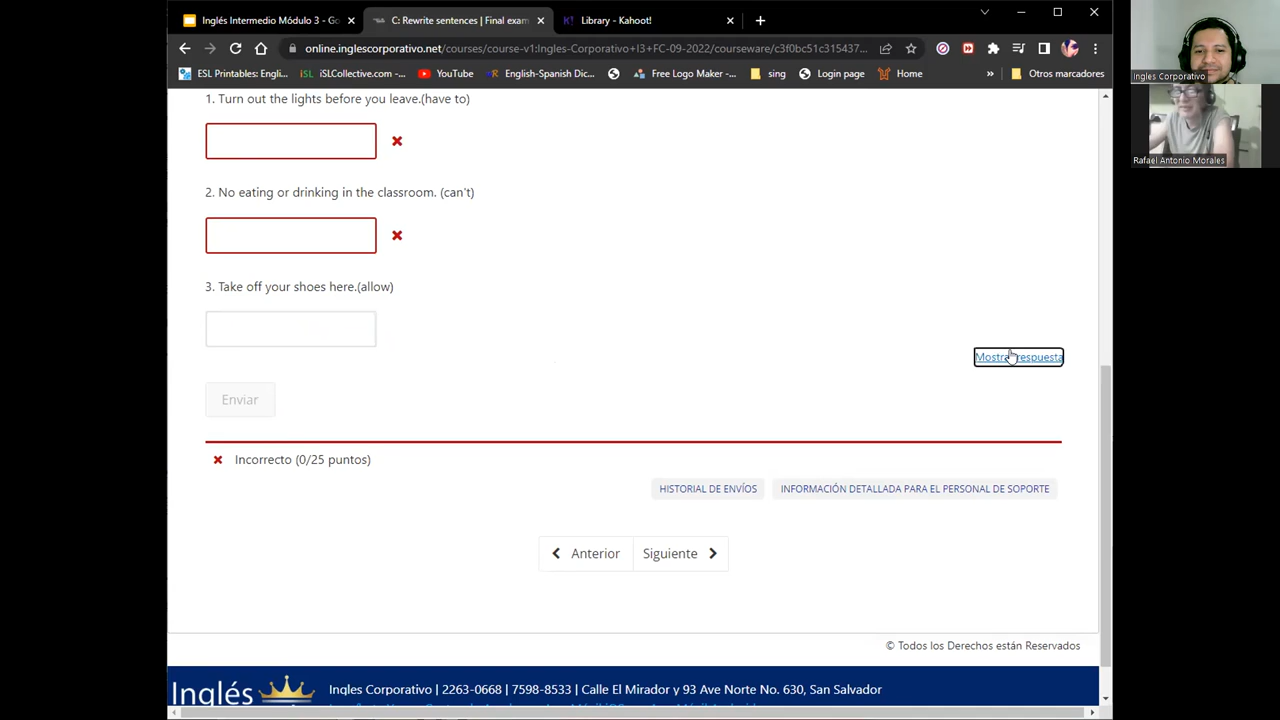 Inglés Intermedio Módulo 3 - Go
C: Rewrite sentences | Final exam
Library - Kahoot!
online.inglescorporativo.net/courses/course-v1:Ingles-Corporativo+I3+FC-09-2022/courseware/c3f0bc51c315437...
ESL Printables: Engli...
iSLCollective.com -...
YouTube
English-Spanish Dic...
Free Logo Maker -...
sing
Login page
Home
»
Otros marcadores
Ingles Corporativo
Rafael Antonio Morales
1. Turn out the lights before you leave.(have to)
2. No eating or drinking in the classroom. (can't)
3. Take off your shoes here.(allow)
Mostrar respuesta
Enviar
Incorrecto (0/25 puntos)
HISTORIAL DE ENVÍOS
INFORMACIÓN DETALLADA PARA EL PERSONAL DE SOPORTE
Anterior
Siguiente
© Todos los Derechos están Reservados
Inglés
Ingles Corporativo | 2263-0668 | 7598-8533 | Calle El Mirador y 93 Ave Norte No. 630, San Salvador